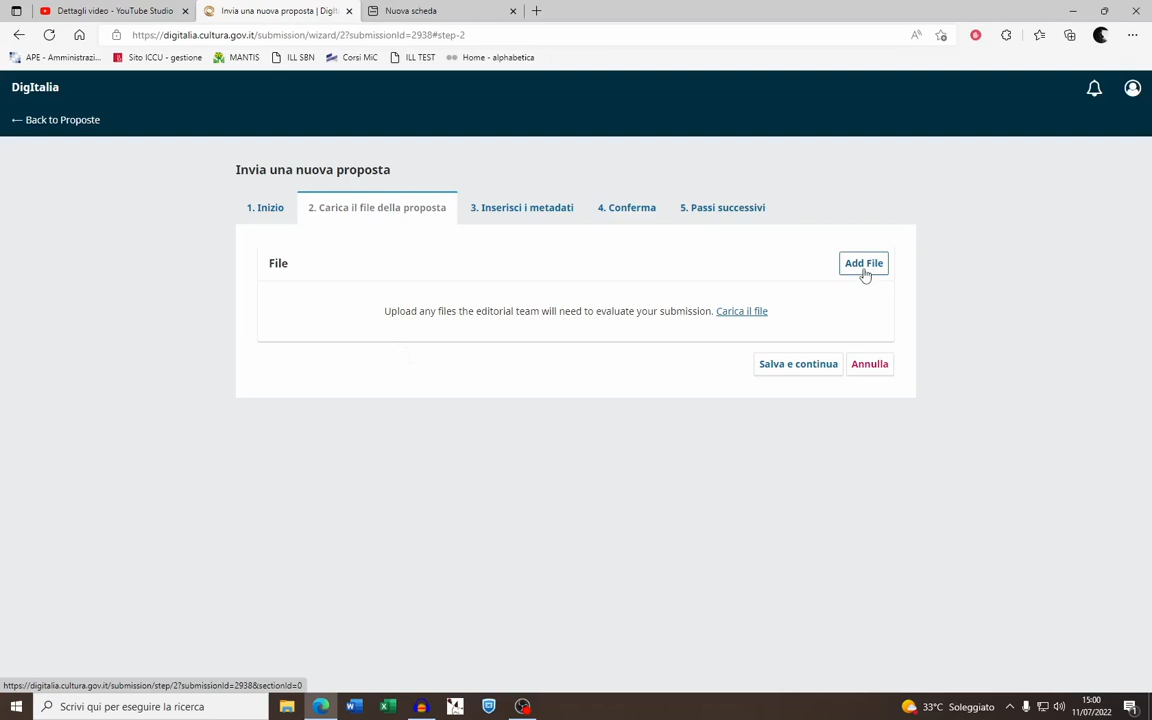 Dettagli video - YouTube Studio
Invia una nuova proposta | DigIta
Nuova scheda
https://digitalia.cultura.gov.it/submission/wizard/2?submissionId=2938#step-2
APE - Amministrazi...
Sito ICCU - gestione
MANTIS
ILL SBN
Corsi MiC
ILL TEST
Home - alphabetica
DigItalia
← Back to Proposte
Invia una nuova proposta
1. Inizio
2. Carica il file della proposta
3. Inserisci i metadati
4. Conferma
5. Passi successivi
File
Add File
Upload any files the editorial team will need to evaluate your submission. Carica il file
Salva e continua
Annulla
https://digitalia.cultura.gov.it/submission/step/2?submissionId=2938&sectionId=0
Scrivi qui per eseguire la ricerca
33°C Soleggiato
15:00
11/07/2022
1